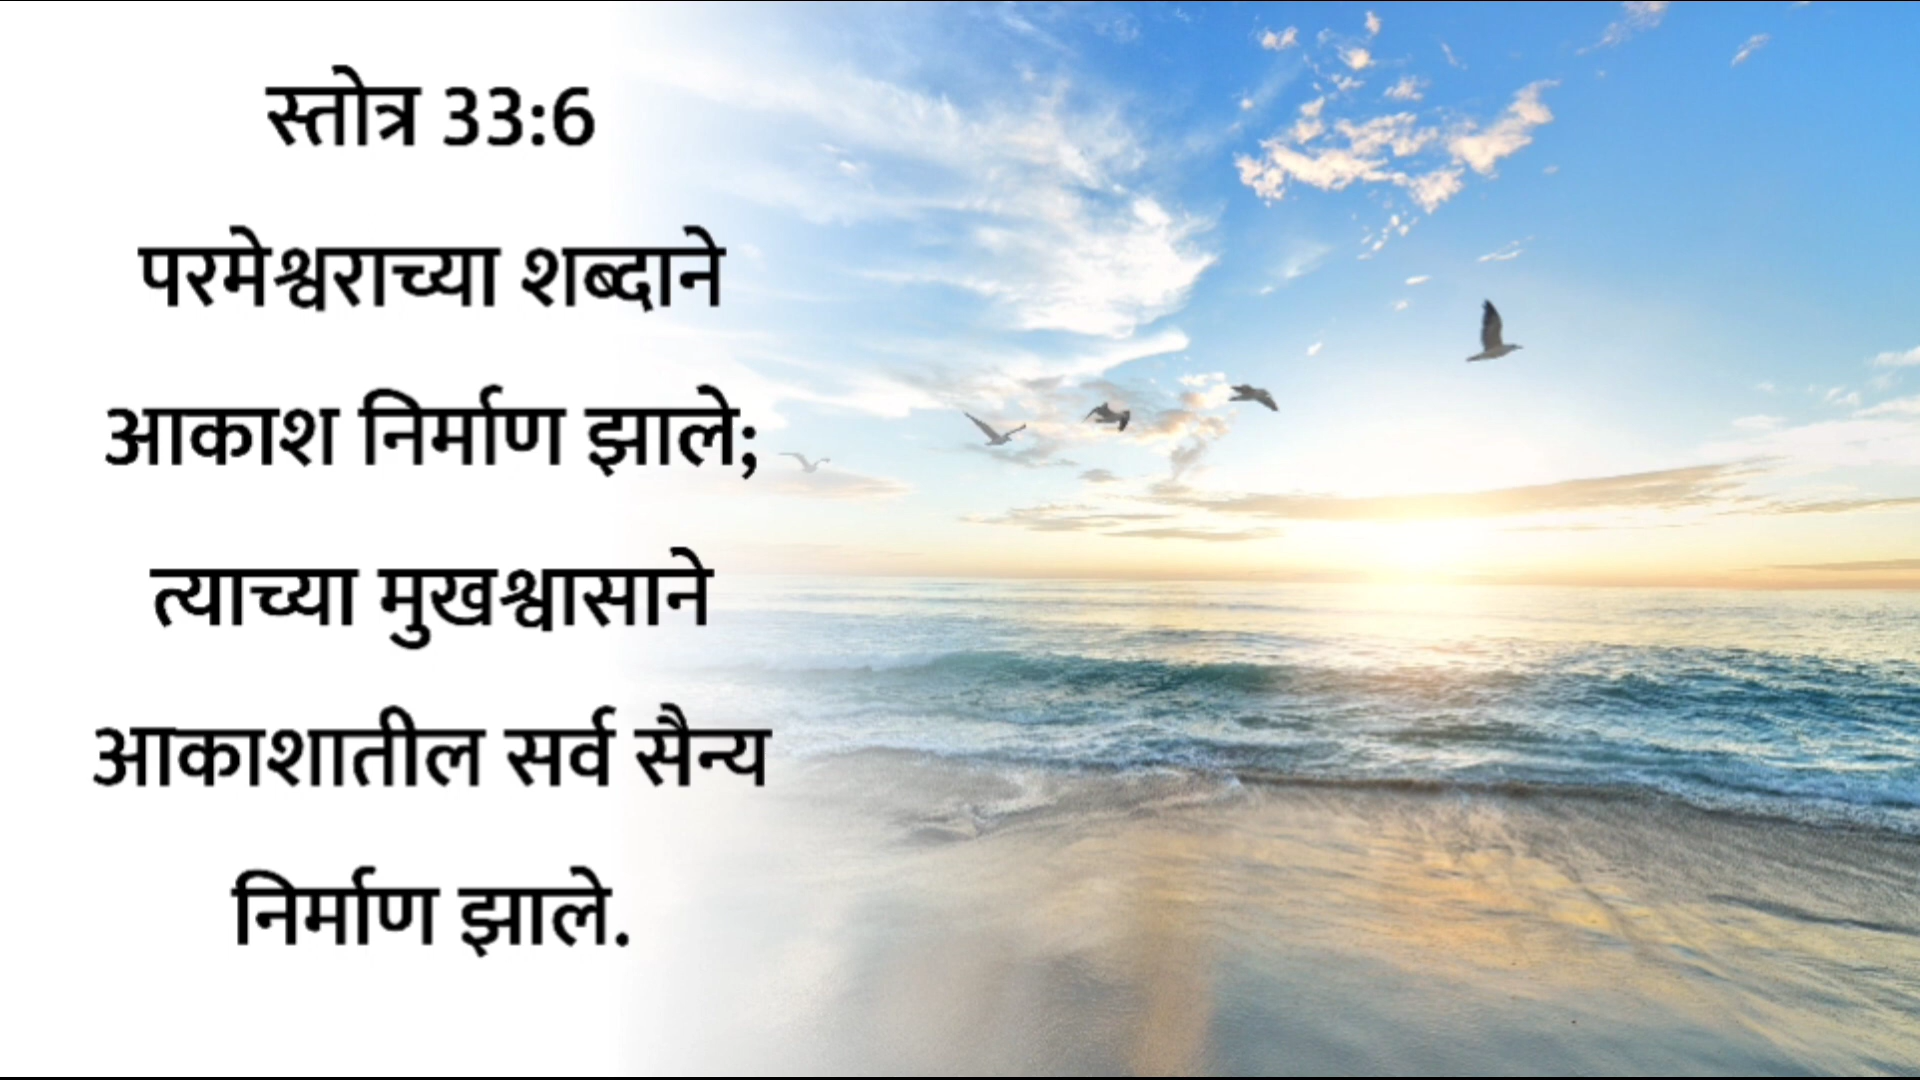 स्तोत्र 33:6
परमेश्वराच्या शब्दाने
आकाश निर्माण झाले;
त्याच्या मुखश्वासाने
आकाशातील सर्व सैन्य
निर्माण झाले.